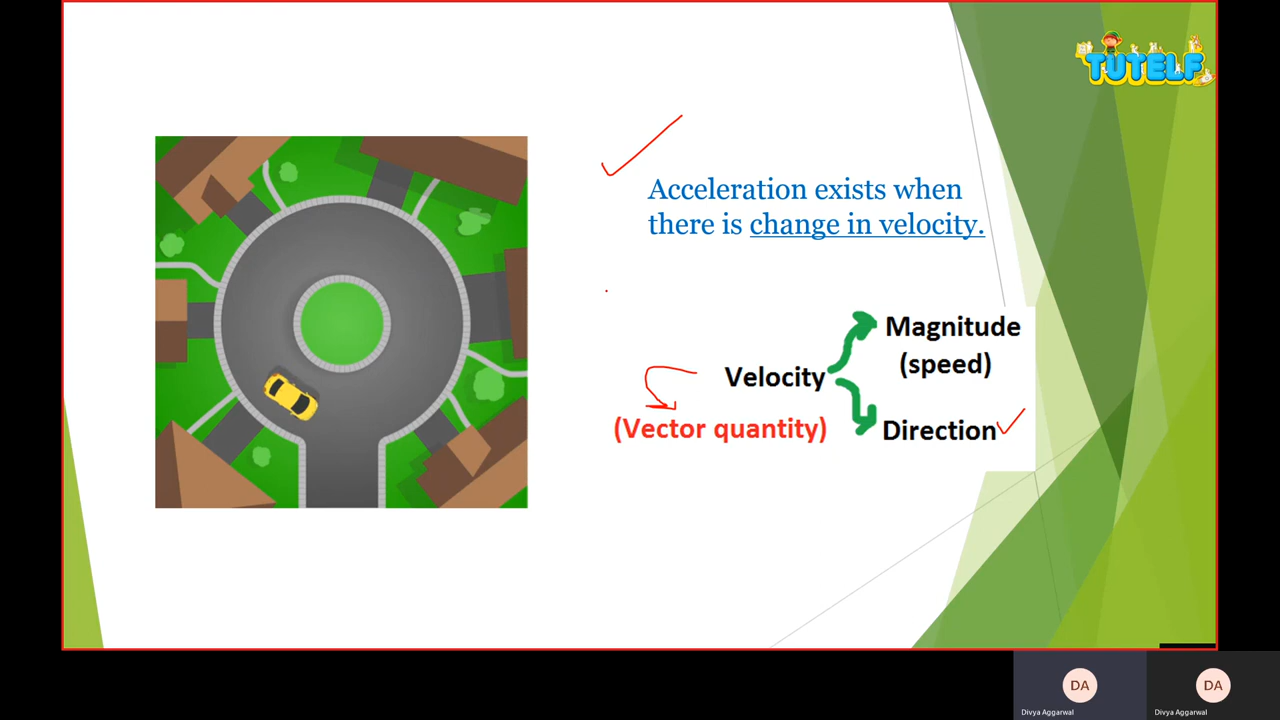 TUTELF
Acceleration exists when
there is change in velocity.
Magnitude
(speed)
Velocity
(Vector quantity)
Direction
DA
DA
Divya Aggarwal
Divya Aggarwal